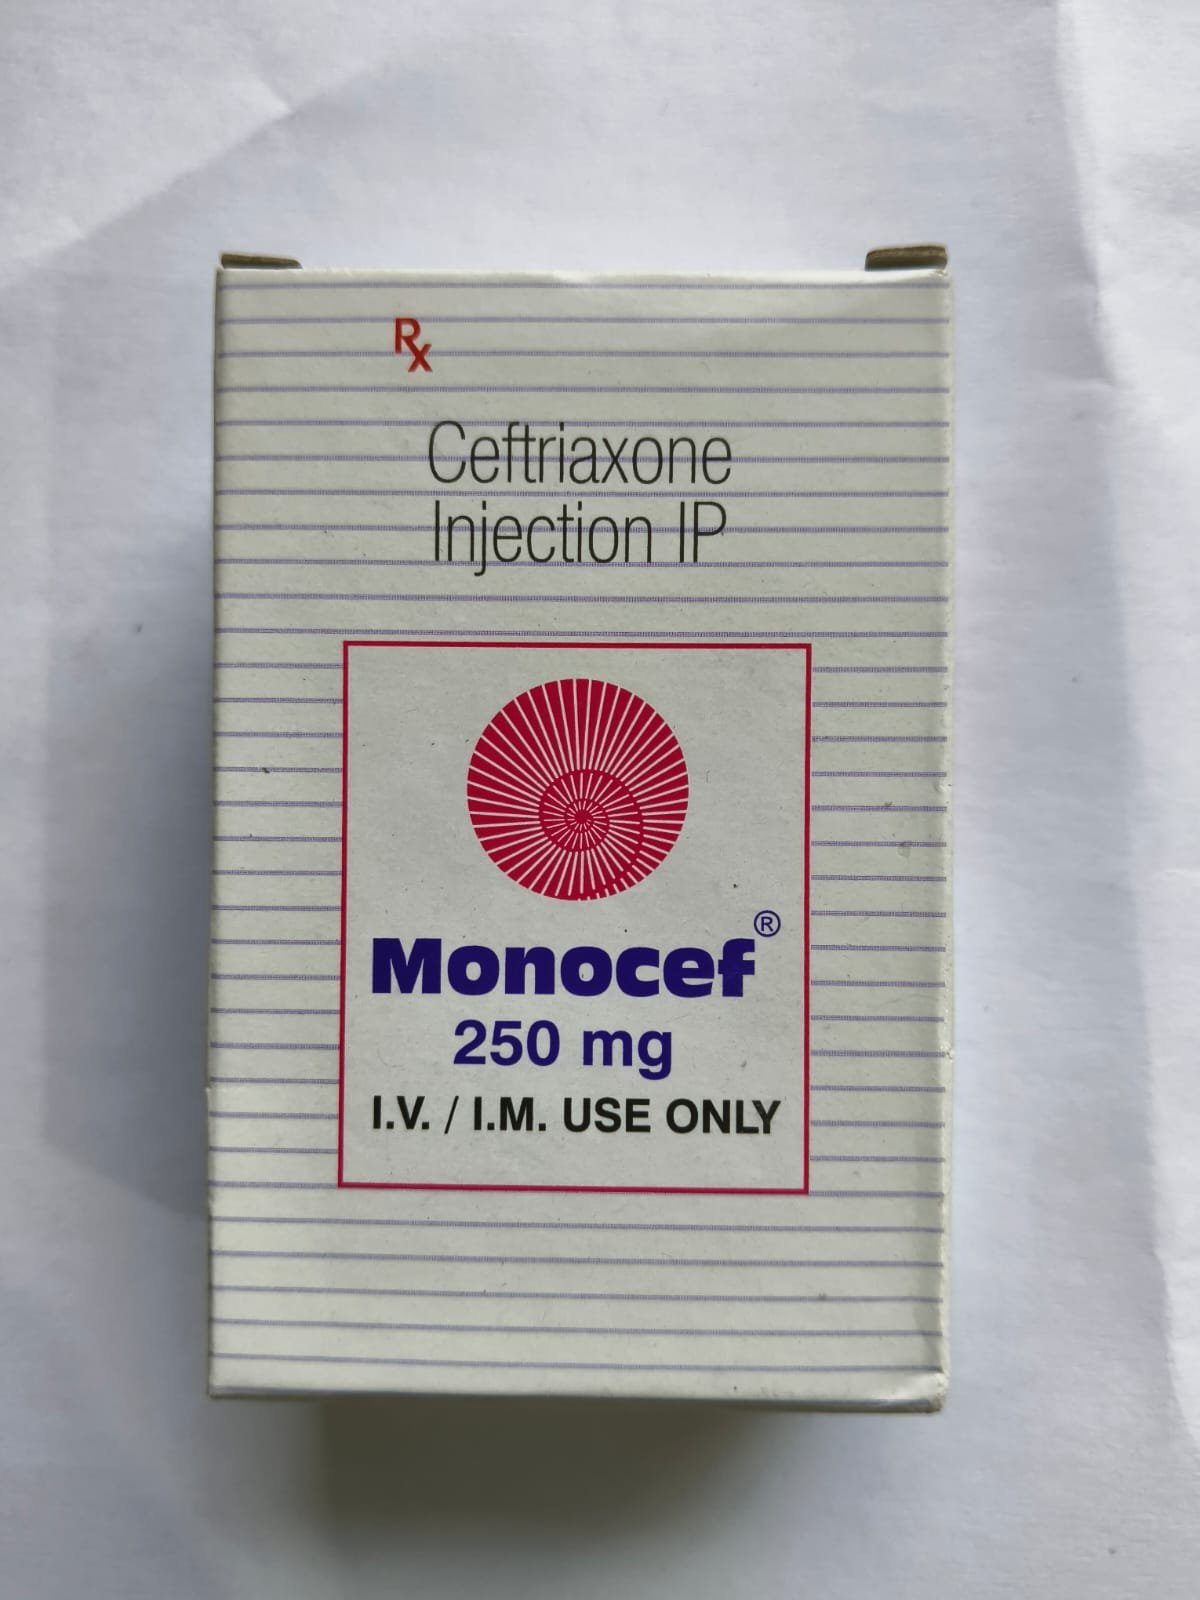 Rx
Ceftriaxone
Injection IP
Monocef®
250 mg
I.V. / I.M. USE ONLY